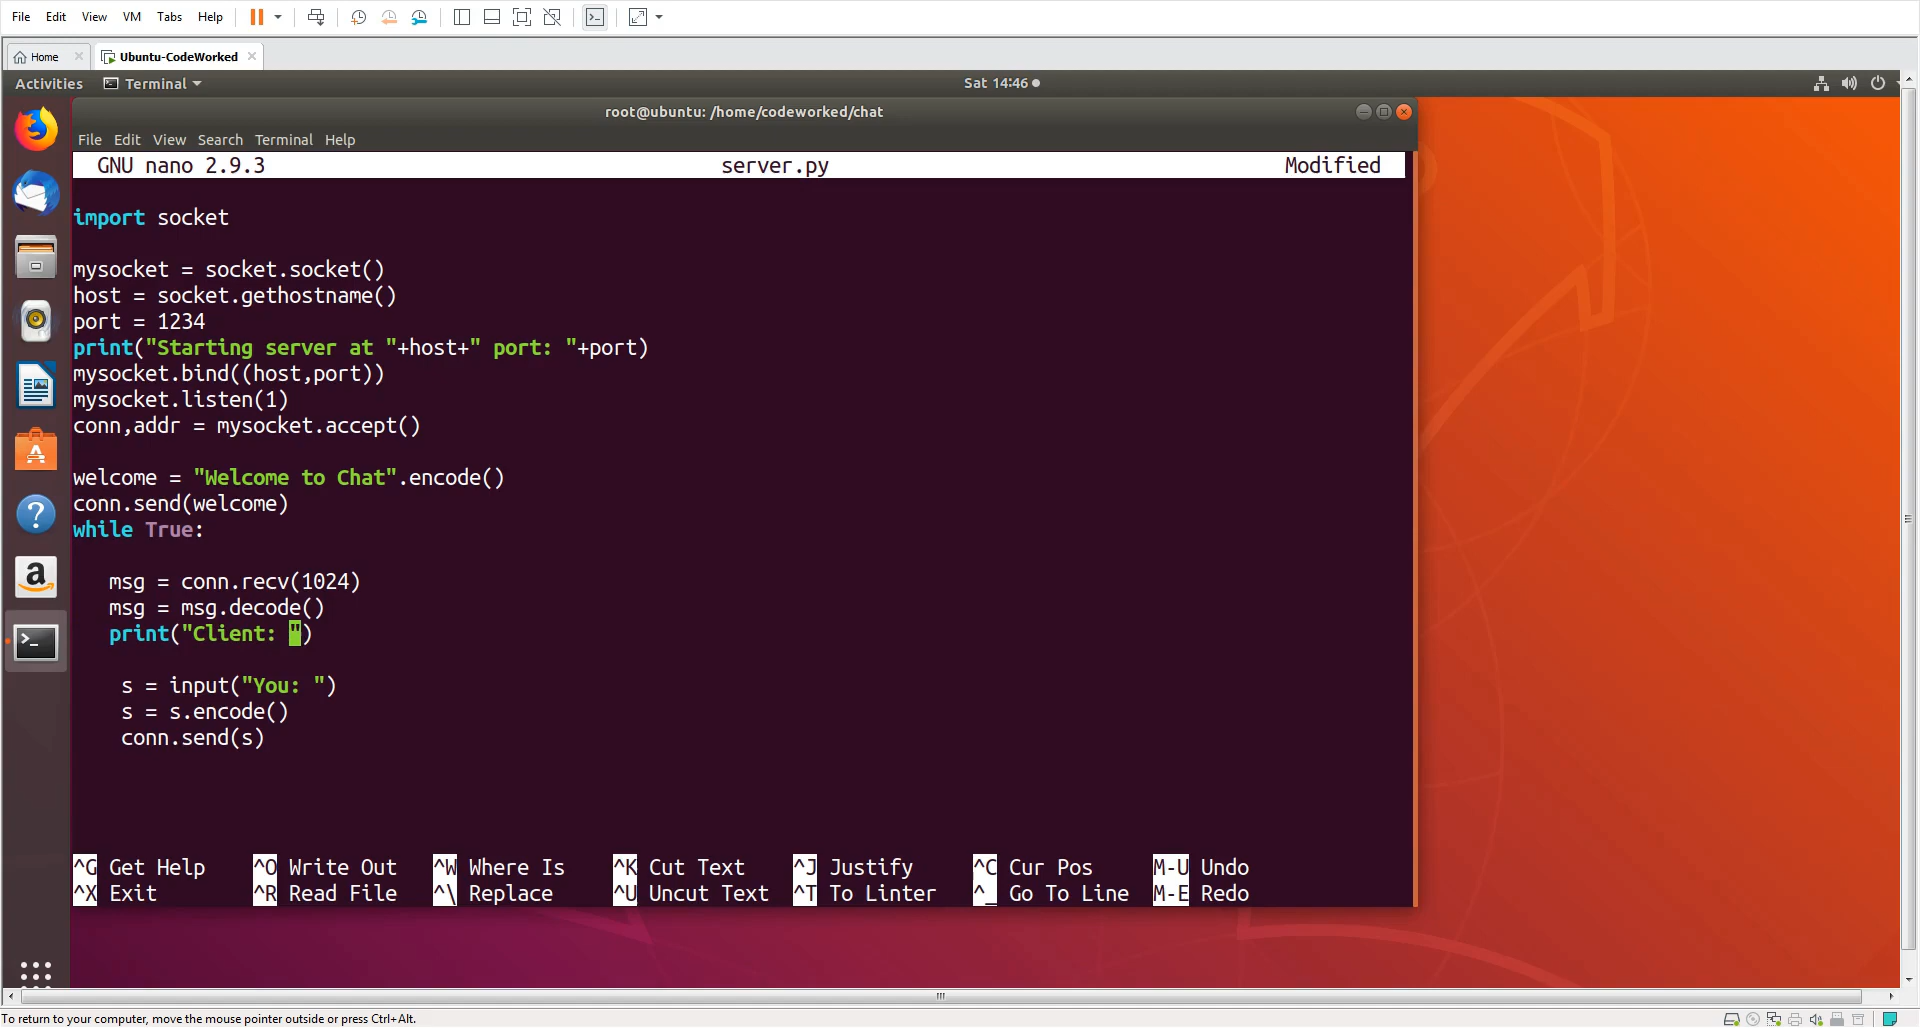 File Edit View VM Tabs Help
Home Ubuntu-CodeWorked
Activities Terminal Sat 14:46
root@ubuntu: /home/codeworked/chat
File Edit View Search Terminal Help
GNU nano 2.9.3 server.py Modified
import socket
mysocket = socket.socket()
host = socket.gethostname()
port = 1234
print("Starting server at "+host+" port: "+port)
mysocket.bind((host,port))
mysocket.listen(1)
conn,addr = mysocket.accept()
welcome = "Welcome to Chat".encode()
conn.send(welcome)
while True:
msg = conn.recv(1024)
msg = msg.decode()
print("Client: ")
s = input("You: ")
s = s.encode()
conn.send(s)
^G Get Help ^O Write Out ^W Where Is ^K Cut Text ^J Justify ^C Cur Pos M-U Undo
^X Exit ^R Read File ^\ Replace ^U Uncut Text ^T To Linter ^_ Go To Line M-E Redo
To return to your computer, move the mouse pointer outside or press Ctrl+Alt.